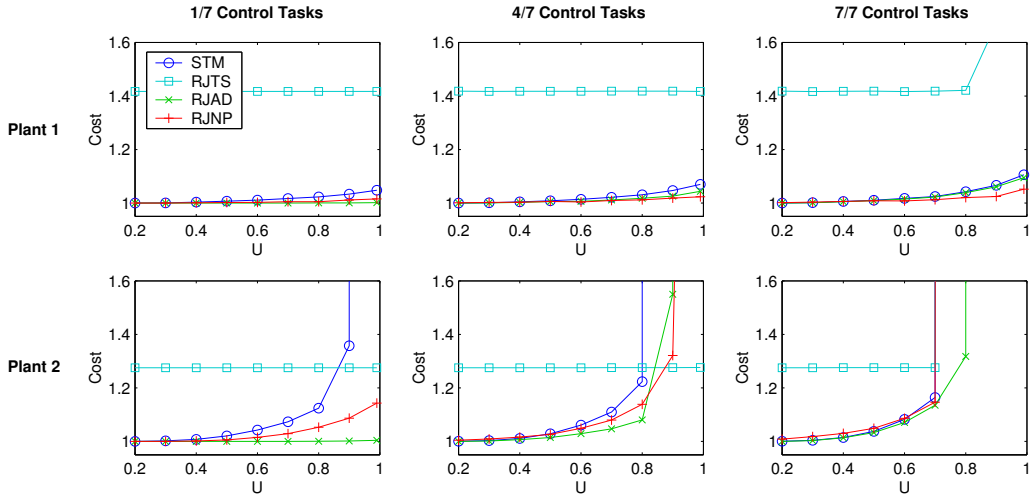 1/7 Control Tasks
4/7 Control Tasks
7/7 Control Tasks
Plant 1
Cost
1.6
1.4
1.2
1
STM
RJTS
RJAD
RJNP
0.2 0.4 0.6 0.8 1
U
Cost
1.6
1.4
1.2
1
0.2 0.4 0.6 0.8 1
U
Cost
1.6
1.4
1.2
1
0.2 0.4 0.6 0.8 1
U
Plant 2
Cost
1.6
1.4
1.2
1
0.2 0.4 0.6 0.8 1
U
Cost
1.6
1.4
1.2
1
0.2 0.4 0.6 0.8 1
U
Cost
1.6
1.4
1.2
1
0.2 0.4 0.6 0.8 1
U